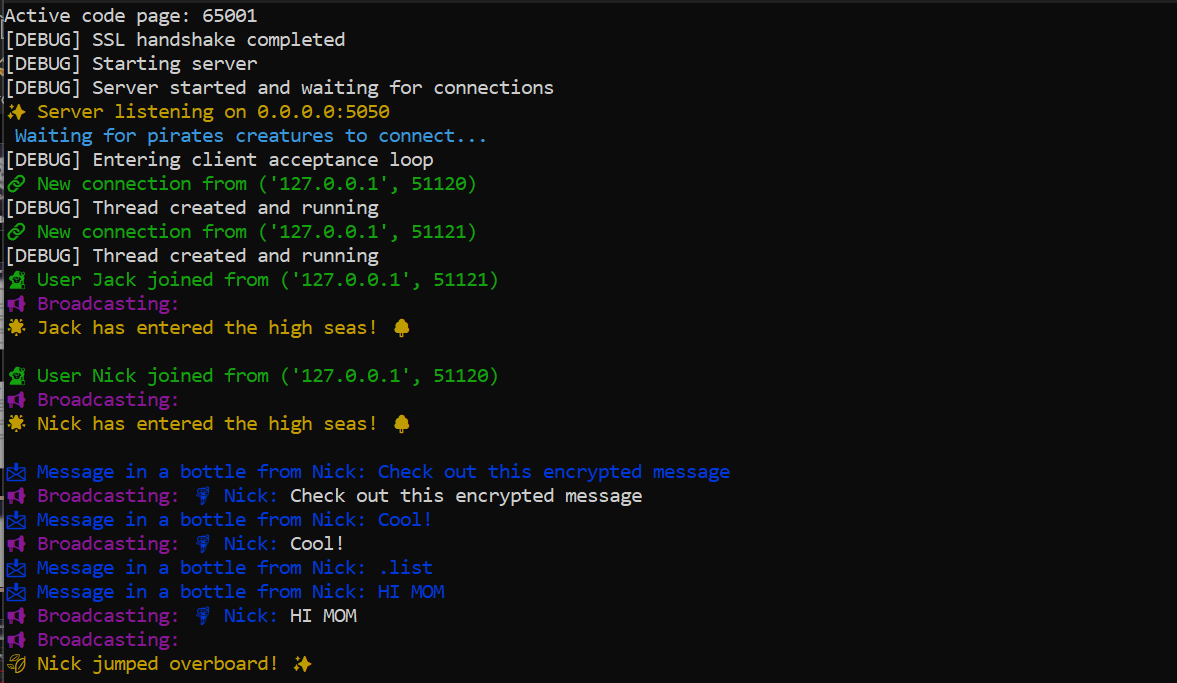 Active code page: 65001
[DEBUG] SSL handshake completed
[DEBUG] Starting server
[DEBUG] Server started and waiting for connections
✨ Server listening on 0.0.0.0:5050
Waiting for pirates creatures to connect...
[DEBUG] Entering client acceptance loop
🔗 New connection from ('127.0.0.1', 51120)
[DEBUG] Thread created and running
🔗 New connection from ('127.0.0.1', 51121)
[DEBUG] Thread created and running
User Jack joined from ('127.0.0.1', 51121)
📢 Broadcasting:
🌟 Jack has entered the high seas! 🌳
User Nick joined from ('127.0.0.1', 51120)
📢 Broadcasting:
🌟 Nick has entered the high seas! 🌳
📩 Message in a bottle from Nick: Check out this encrypted message
📢 Broadcasting: Nick: Check out this encrypted message
📩 Message in a bottle from Nick: Cool!
📢 Broadcasting: Nick: Cool!
📩 Message in a bottle from Nick: .list
📩 Message in a bottle from Nick: HI MOM
📢 Broadcasting: Nick: HI MOM
📢 Broadcasting:
🍃 Nick jumped overboard! ✨